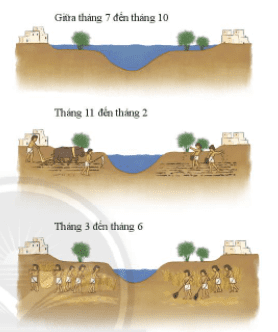 Giữa tháng 7 đến tháng 10
Tháng 11 đến tháng 2
Tháng 3 đến tháng 6